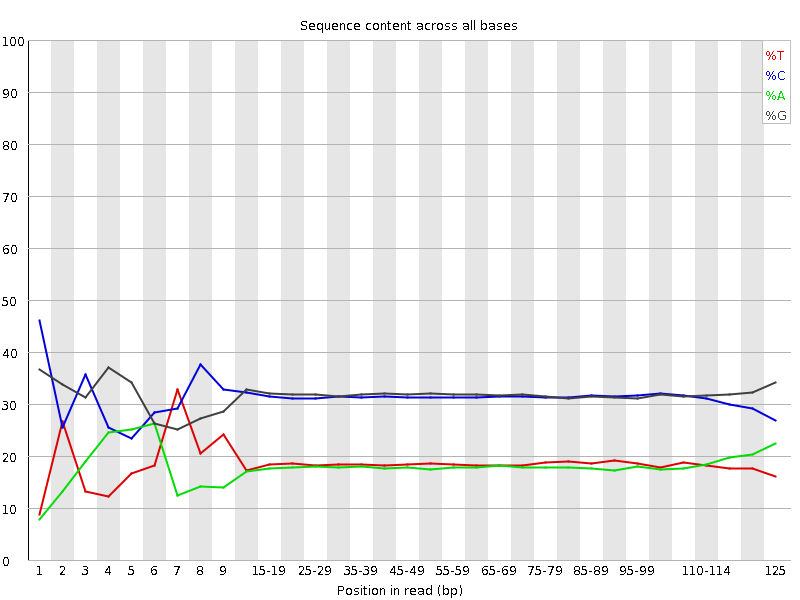 Sequence content across all bases
%T
%C
%A
%G
100
90
80
70
60
50
40
30
20
10
0
1 2 3 4 5 6 7 8 9 15-19 25-29 35-39 45-49 55-59 65-69 75-79 85-89 95-99 110-114 125
Position in read (bp)